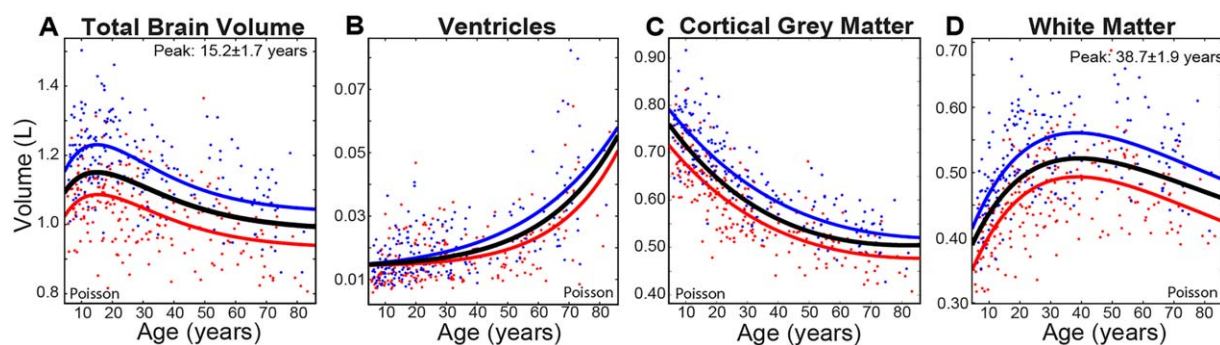 A Total Brain Volume
Peak: 15.2±1.7 years
Volume (L)
1.4
1.2
1.0
0.8
Poisson
10 20 30 40 50 60 70 80
Age (years)
B Ventricles
0.07
0.05
0.03
0.01
Poisson
10 20 30 40 50 60 70 80
Age (years)
C Cortical Grey Matter
0.90
0.80
0.70
0.60
0.50
0.40
Poisson
10 20 30 40 50 60 70 80
Age (years)
D White Matter
Peak: 38.7±1.9 years
0.70
0.60
0.50
0.40
0.30
Poisson
10 20 30 40 50 60 70 80
Age (years)